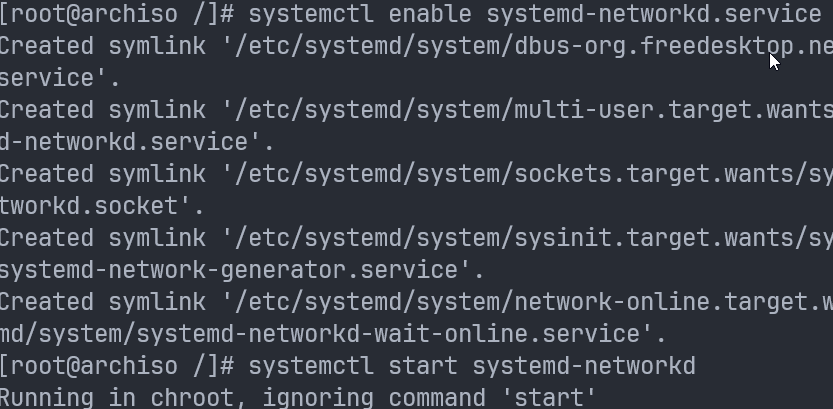 [root@archiso /]# systemctl enable systemd-networkd.service
Created symlink '/etc/systemd/system/dbus-org.freedesktop.ne
service'.
Created symlink '/etc/systemd/system/multi-user.target.wants
d-networkd.service'.
Created symlink '/etc/systemd/system/sockets.target.wants/sy
tworkd.socket'.
Created symlink '/etc/systemd/system/sysinit.target.wants/sy
systemd-network-generator.service'.
Created symlink '/etc/systemd/system/network-online.target.w
md/system/systemd-networkd-wait-online.service'.
[root@archiso /]# systemctl start systemd-networkd
Running in chroot, ignoring command 'start'